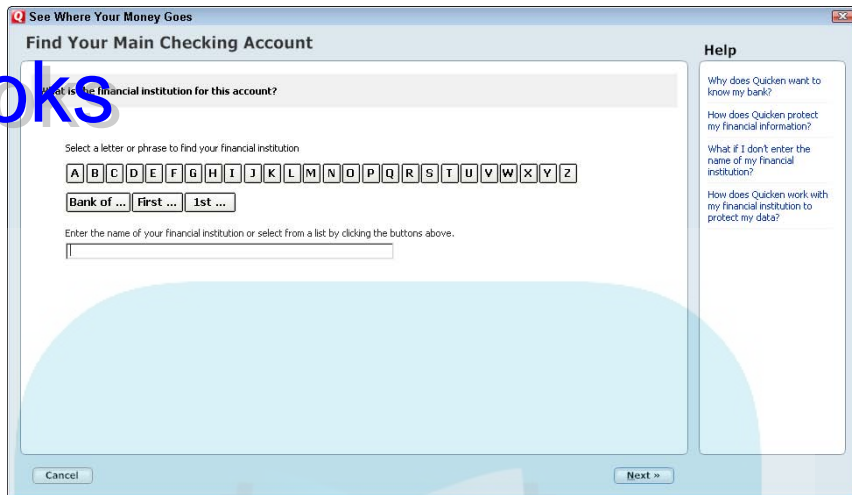 See Where Your Money Goes
Find Your Main Checking Account
Help
oks
What is the financial institution for this account?
Select a letter or phrase to find your financial institution
A B C D E F G H I J K L M N O P Q R S T U V W X Y Z
Bank of ... First ... 1st ...
Enter the name of your financial institution or select from a list by clicking the buttons above.
Why does Quicken want to
know my bank?
How does Quicken protect
my financial information?
What if I don't enter the
name of my financial
institution?
How does Quicken work with
my financial institution to
protect my data?
Cancel
Next »